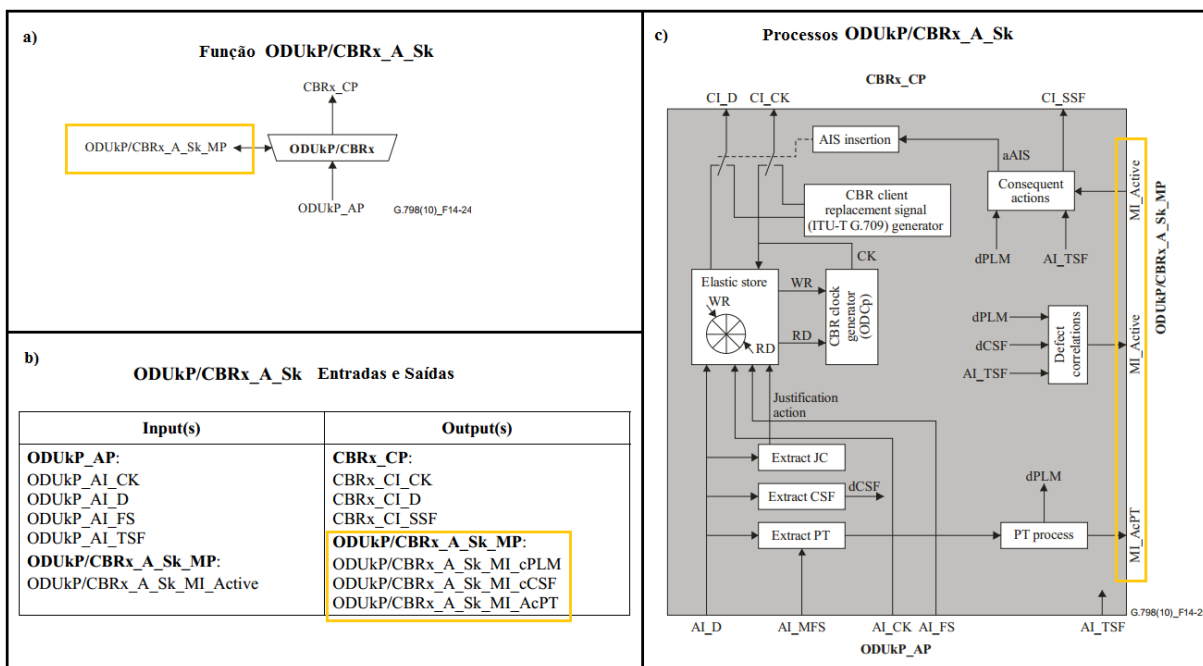 a)
Função ODUkP/CBRx_A_Sk
CBRx_CP
ODUkP/CBRx_A_Sk_MP
ODUkP/CBRx
ODUkP_AP
G.798(10)_F14-24
b)
ODUkP/CBRx_A_Sk Entradas e Saídas
Input(s)
Output(s)
ODUkP_AP:
ODUkP_AI_CK
ODUkP_AI_D
ODUkP_AI_FS
ODUkP_AI_TSF
ODUkP/CBRx_A_Sk_MP:
ODUkP/CBRx_A_Sk_MI_Active
CBRx_CP:
CBRx_CI_CK
CBRx_CI_D
CBRx_CI_SSF
ODUkP/CBRx_A_Sk_MP:
ODUkP/CBRx_A_Sk_MI_cPLM
ODUkP/CBRx_A_Sk_MI_cCSF
ODUkP/CBRx_A_Sk_MI_AcPT
c)
Processos ODUkP/CBRx_A_Sk
CBRx_CP
CI_D
CI_CK
CI_SSF
AIS insertion
aAIS
Consequent
actions
MI_Active
CBR client
replacement signal
(ITU-T G.709) generator
dPLM
AI_TSF
ODUkP/CBRx_A_Sk_MP
CK
Elastic store
WR
RD
WR
RD
CBR clock
generator
(ODCp)
dPLM
dCSF
AI_TSF
Defect
correlations
MI_Active
Justification
action
Extract JC
Extract CSF
dCSF
Extract PT
dPLM
PT process
MI_AcPT
G.798(10)_F14-2
AI_D
AI_MFS
AI_CK
AI_FS
AI_TSF
ODUkP_AP